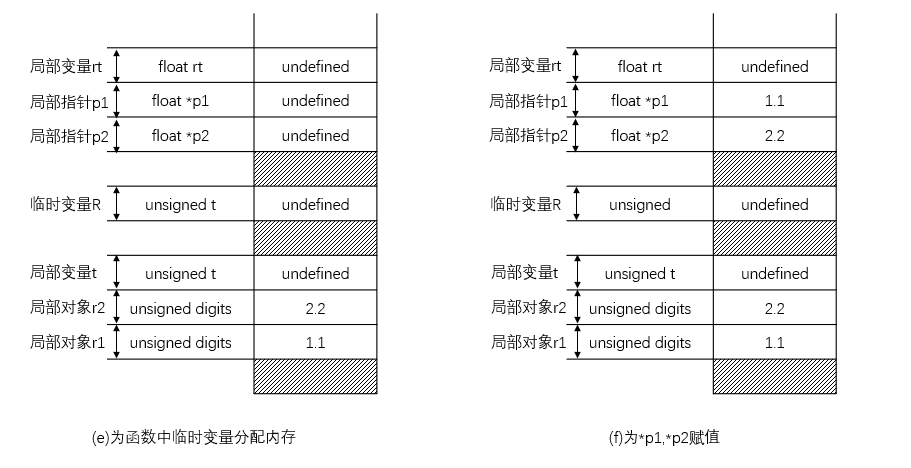 局部变量rt float rt undefined
局部指针p1 float *p1 undefined
局部指针p2 float *p2 undefined
临时变量R unsigned t undefined
局部变量t unsigned t undefined
局部对象r2 unsigned digits 2.2
局部对象r1 unsigned digits 1.1
(e)为函数中临时变量分配内存
局部变量rt float rt undefined
局部指针p1 float *p1 1.1
局部指针p2 float *p2 2.2
临时变量R unsigned undefined
局部变量t unsigned t undefined
局部对象r2 unsigned digits 2.2
局部对象r1 unsigned digits 1.1
(f)为*p1,*p2赋值